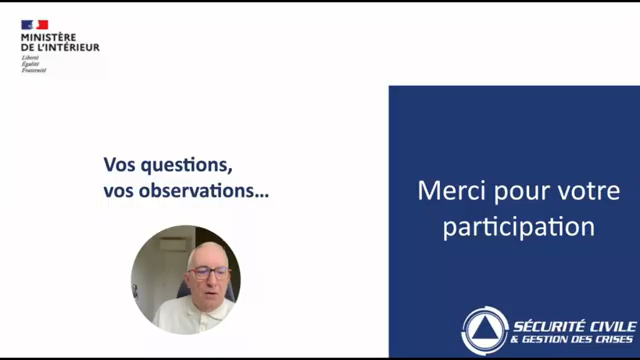 MINISTÈRE
DE L'INTÉRIEUR
Liberté
Égalité
Fraternité
Vos questions,
vos observations...
Merci pour votre
participation
SÉCURITÉ CIVILE
& GESTION DES CRISES